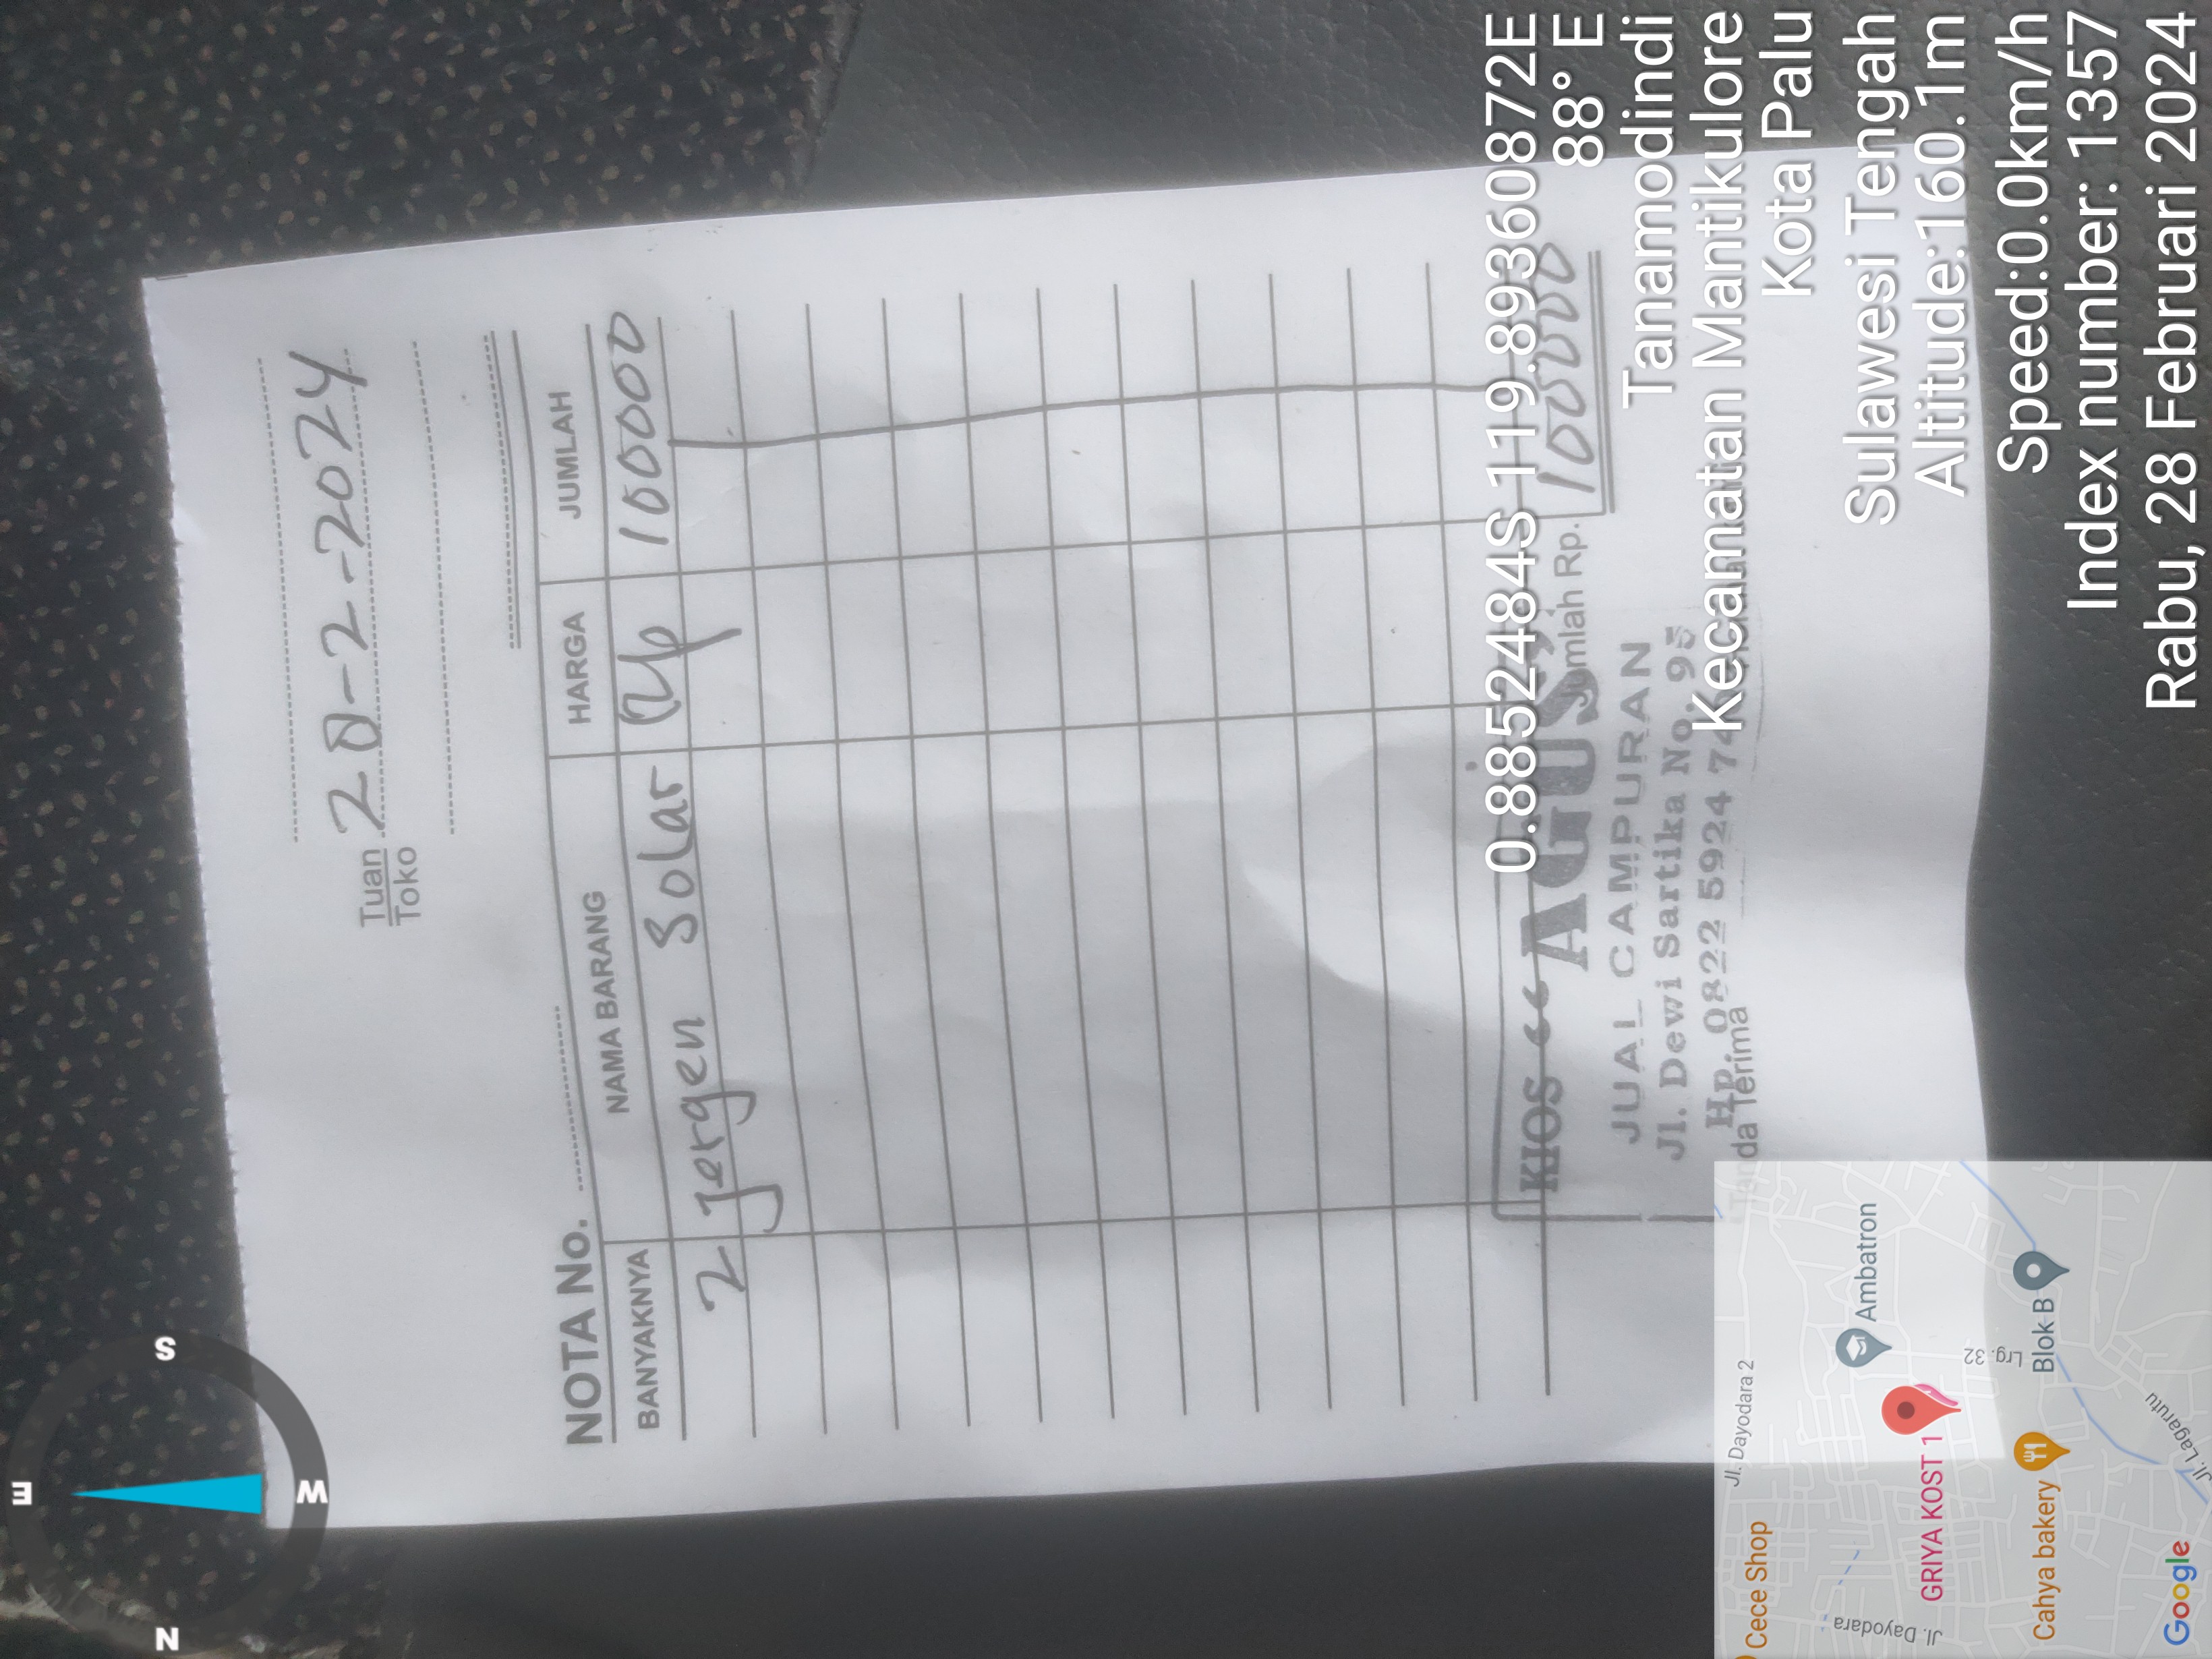 28-2-2024
Tuan
Toko
NOTA No.
BANYAKNYA NAMA BARANG HARGA JUMLAH
2 jergen Solar Rp 100000
Jumlah Rp. 100000
KIOS "AGUS"
JUAL CAMPURAN
Jl. Dewi Sartika No. 95
Hp. 0822 5924 74
Tanda Terima
0.8852484S 119.89360872E
88° E
Tanamodindi
Kecamatan Mantikulore
Kota Palu
Sulawesi Tengah
Altitude:160.1m
Speed:0.0km/h
Index number: 1357
Rabu, 28 Februari 2024
N
E
S
W
Jl. Dayodara 2
Cece Shop
Ambatron
GRIYA KOST 1
Jl. Dayodara
Lrg. 32
Blok B
Cahya bakery
Jl. Lagarutu
Google